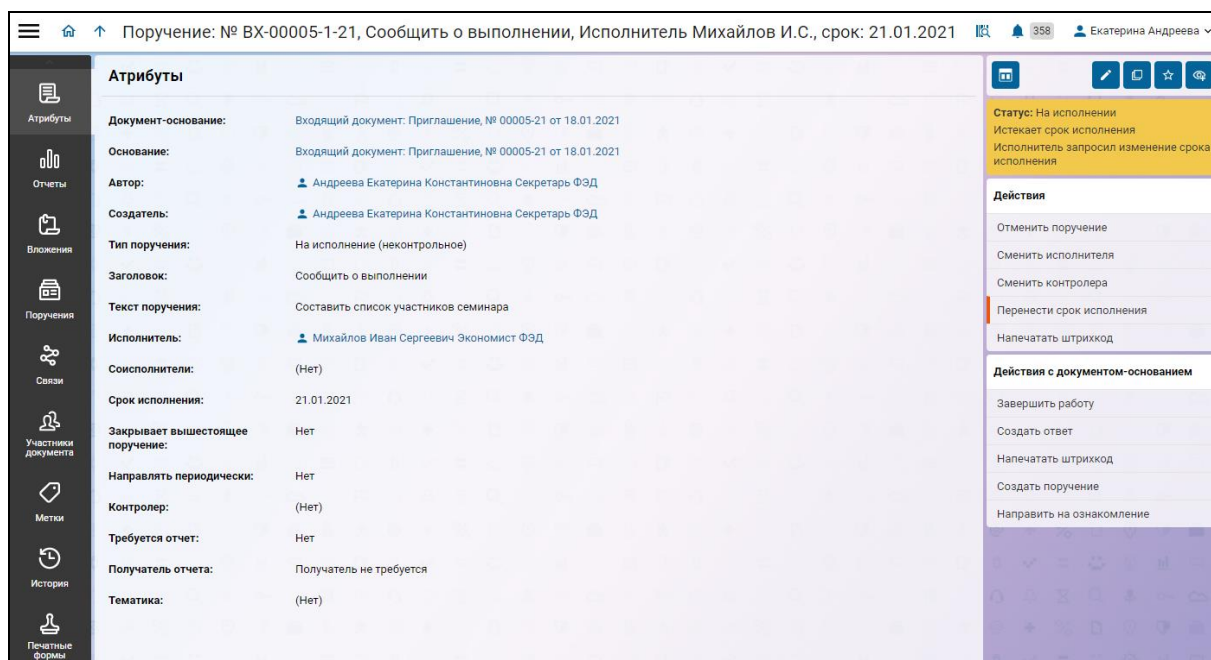 Поручение: № ВХ-00005-1-21, Сообщить о выполнении, Исполнитель Михайлов И.С., срок: 21.01.2021 358 Екатерина Андреева
Атрибуты
Отчеты
Вложения
Поручения
Связи
Участники
документа
Метки
История
Печатные
формы
Атрибуты
Документ-основание: Входящий документ: Приглашение, № 00005-21 от 18.01.2021
Основание: Входящий документ: Приглашение, № 00005-21 от 18.01.2021
Автор: Андреева Екатерина Константиновна Секретарь ФЭД
Создатель: Андреева Екатерина Константиновна Секретарь ФЭД
Тип поручения: На исполнение (неконтрольное)
Заголовок: Сообщить о выполнении
Текст поручения: Составить список участников семинара
Исполнитель: Михайлов Иван Сергеевич Экономист ФЭД
Соисполнители: (Нет)
Срок исполнения: 21.01.2021
Закрывает вышестоящее Нет
поручение:
Направлять периодически: Нет
Контролер: (Нет)
Требуется отчет: Нет
Получатель отчета: Получатель не требуется
Тематика: (Нет)
Статус: На исполнении
Истекает срок исполнения
Исполнитель запросил изменение срока
исполнения
Действия
Отменить поручение
Сменить исполнителя
Сменить контролера
Перенести срок исполнения
Напечатать штрихкод
Действия с документом-основанием
Завершить работу
Создать ответ
Напечатать штрихкод
Создать поручение
Направить на ознакомление